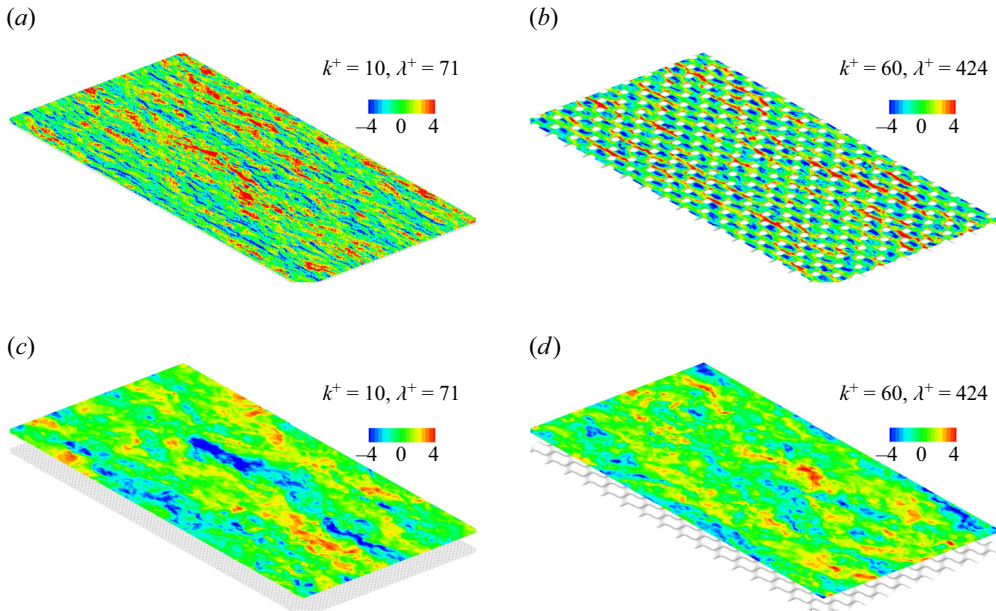 (a)
k⁺ = 10, λ⁺ = 71
–4 0 4
(b)
k⁺ = 60, λ⁺ = 424
–4 0 4
(c)
k⁺ = 10, λ⁺ = 71
–4 0 4
(d)
k⁺ = 60, λ⁺ = 424
–4 0 4